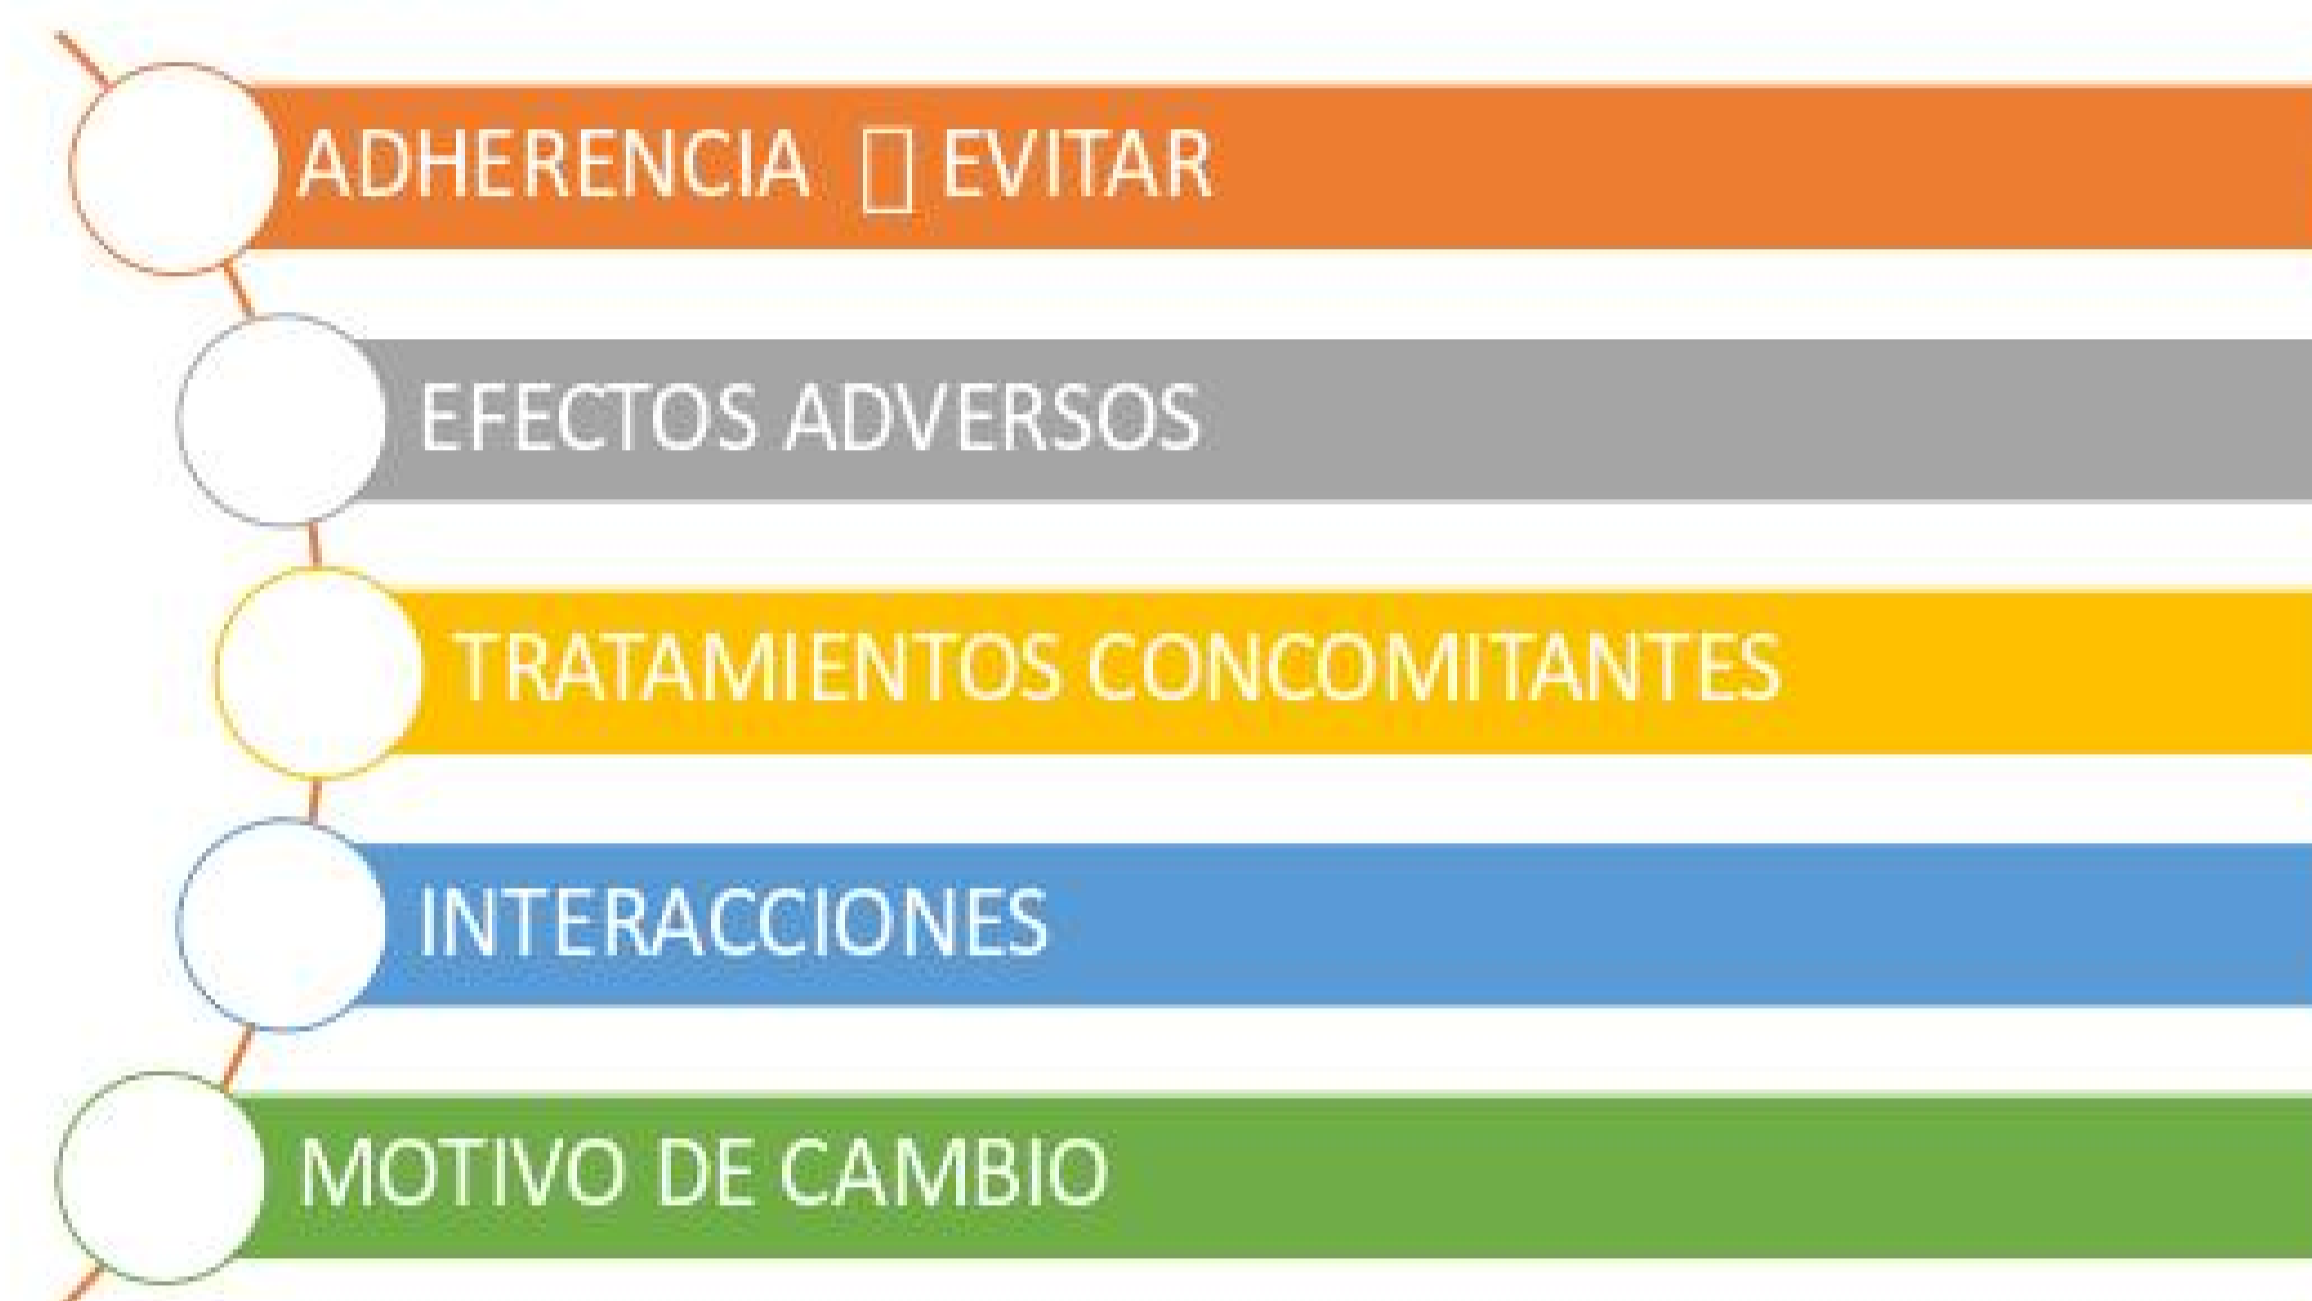 ADHERENCIA  EVITAR
EFECTOS ADVERSOS
TRATAMIENTOS CONCOMITANTES
INTERACCIONES
MOTIVO DE CAMBIO